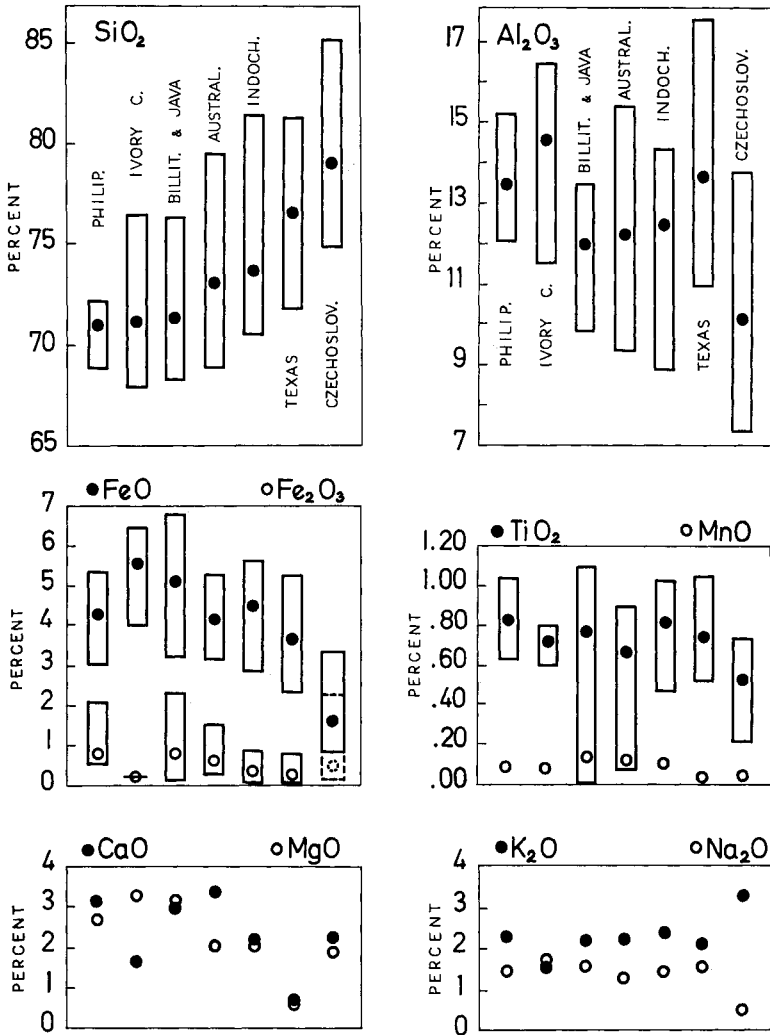 SiO₂
85
80
75
70
65
PERCENT
PHILIP.
IVORY C.
BILLIT. & JAVA
AUSTRAL.
INDOCH.
TEXAS
CZECHOSLOV.
Al₂O₃
17
15
13
11
9
7
PERCENT
PHILIP.
IVORY C.
BILLIT. & JAVA
AUSTRAL.
INDOCH.
TEXAS
CZECHOSLOV.
●FeO ○Fe₂O₃
7
6
5
4
3
2
1
0
PERCENT
●TiO₂ ○MnO
1.20
1.00
.80
.60
.40
.20
.00
PERCENT
●CaO ○MgO
4
3
2
1
0
PERCENT
●K₂O ○Na₂O
4
3
2
1
0
PERCENT